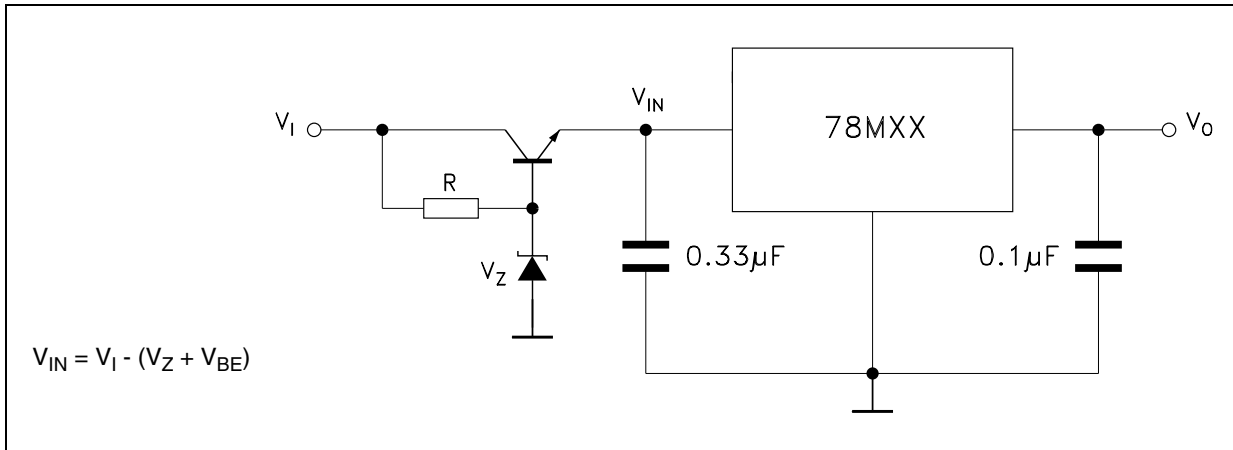 V_IN
V_I
78MXX
V_O
R
0.33µF
0.1µF
V_Z
V_IN = V_I - (V_Z + V_BE)